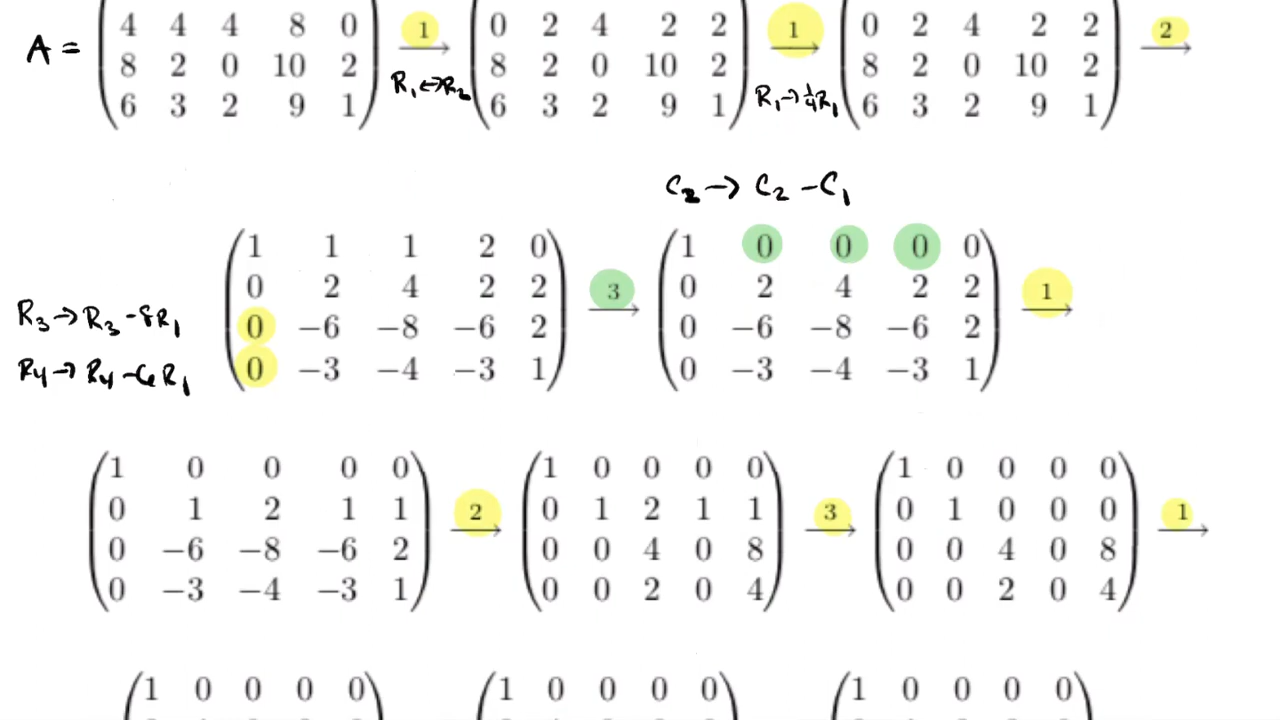 A = ( 4 4 4 8 0 ) 1→ ( 0 2 4 2 2 ) 1→ ( 0 2 4 2 2 ) 2→
8 2 0 10 2 R₁↔R₂ 8 2 0 10 2 R₁→¼R₁ 8 2 0 10 2
6 3 2 9 1 6 3 2 9 1 6 3 2 9 1
C₂ → C₂ - C₁
1 1 1 2 0 1 0 0 0 0
0 2 4 2 2 3→ 0 2 4 2 2 1→
R₃→R₃-8R₁ 0 −6 −8 −6 2 0 −6 −8 −6 2
R₄→R₄-6R₁ 0 −3 −4 −3 1 0 −3 −4 −3 1
1 0 0 0 0 1 0 0 0 0 1 0 0 0 0
0 1 2 1 1 2→ 0 1 2 1 1 3→ 0 1 0 0 0 1→
0 −6 −8 −6 2 0 0 4 0 8 0 0 4 0 8
0 −3 −4 −3 1 0 0 2 0 4 0 0 2 0 4
1 0 0 0 0 1 0 0 0 0 1 0 0 0 0